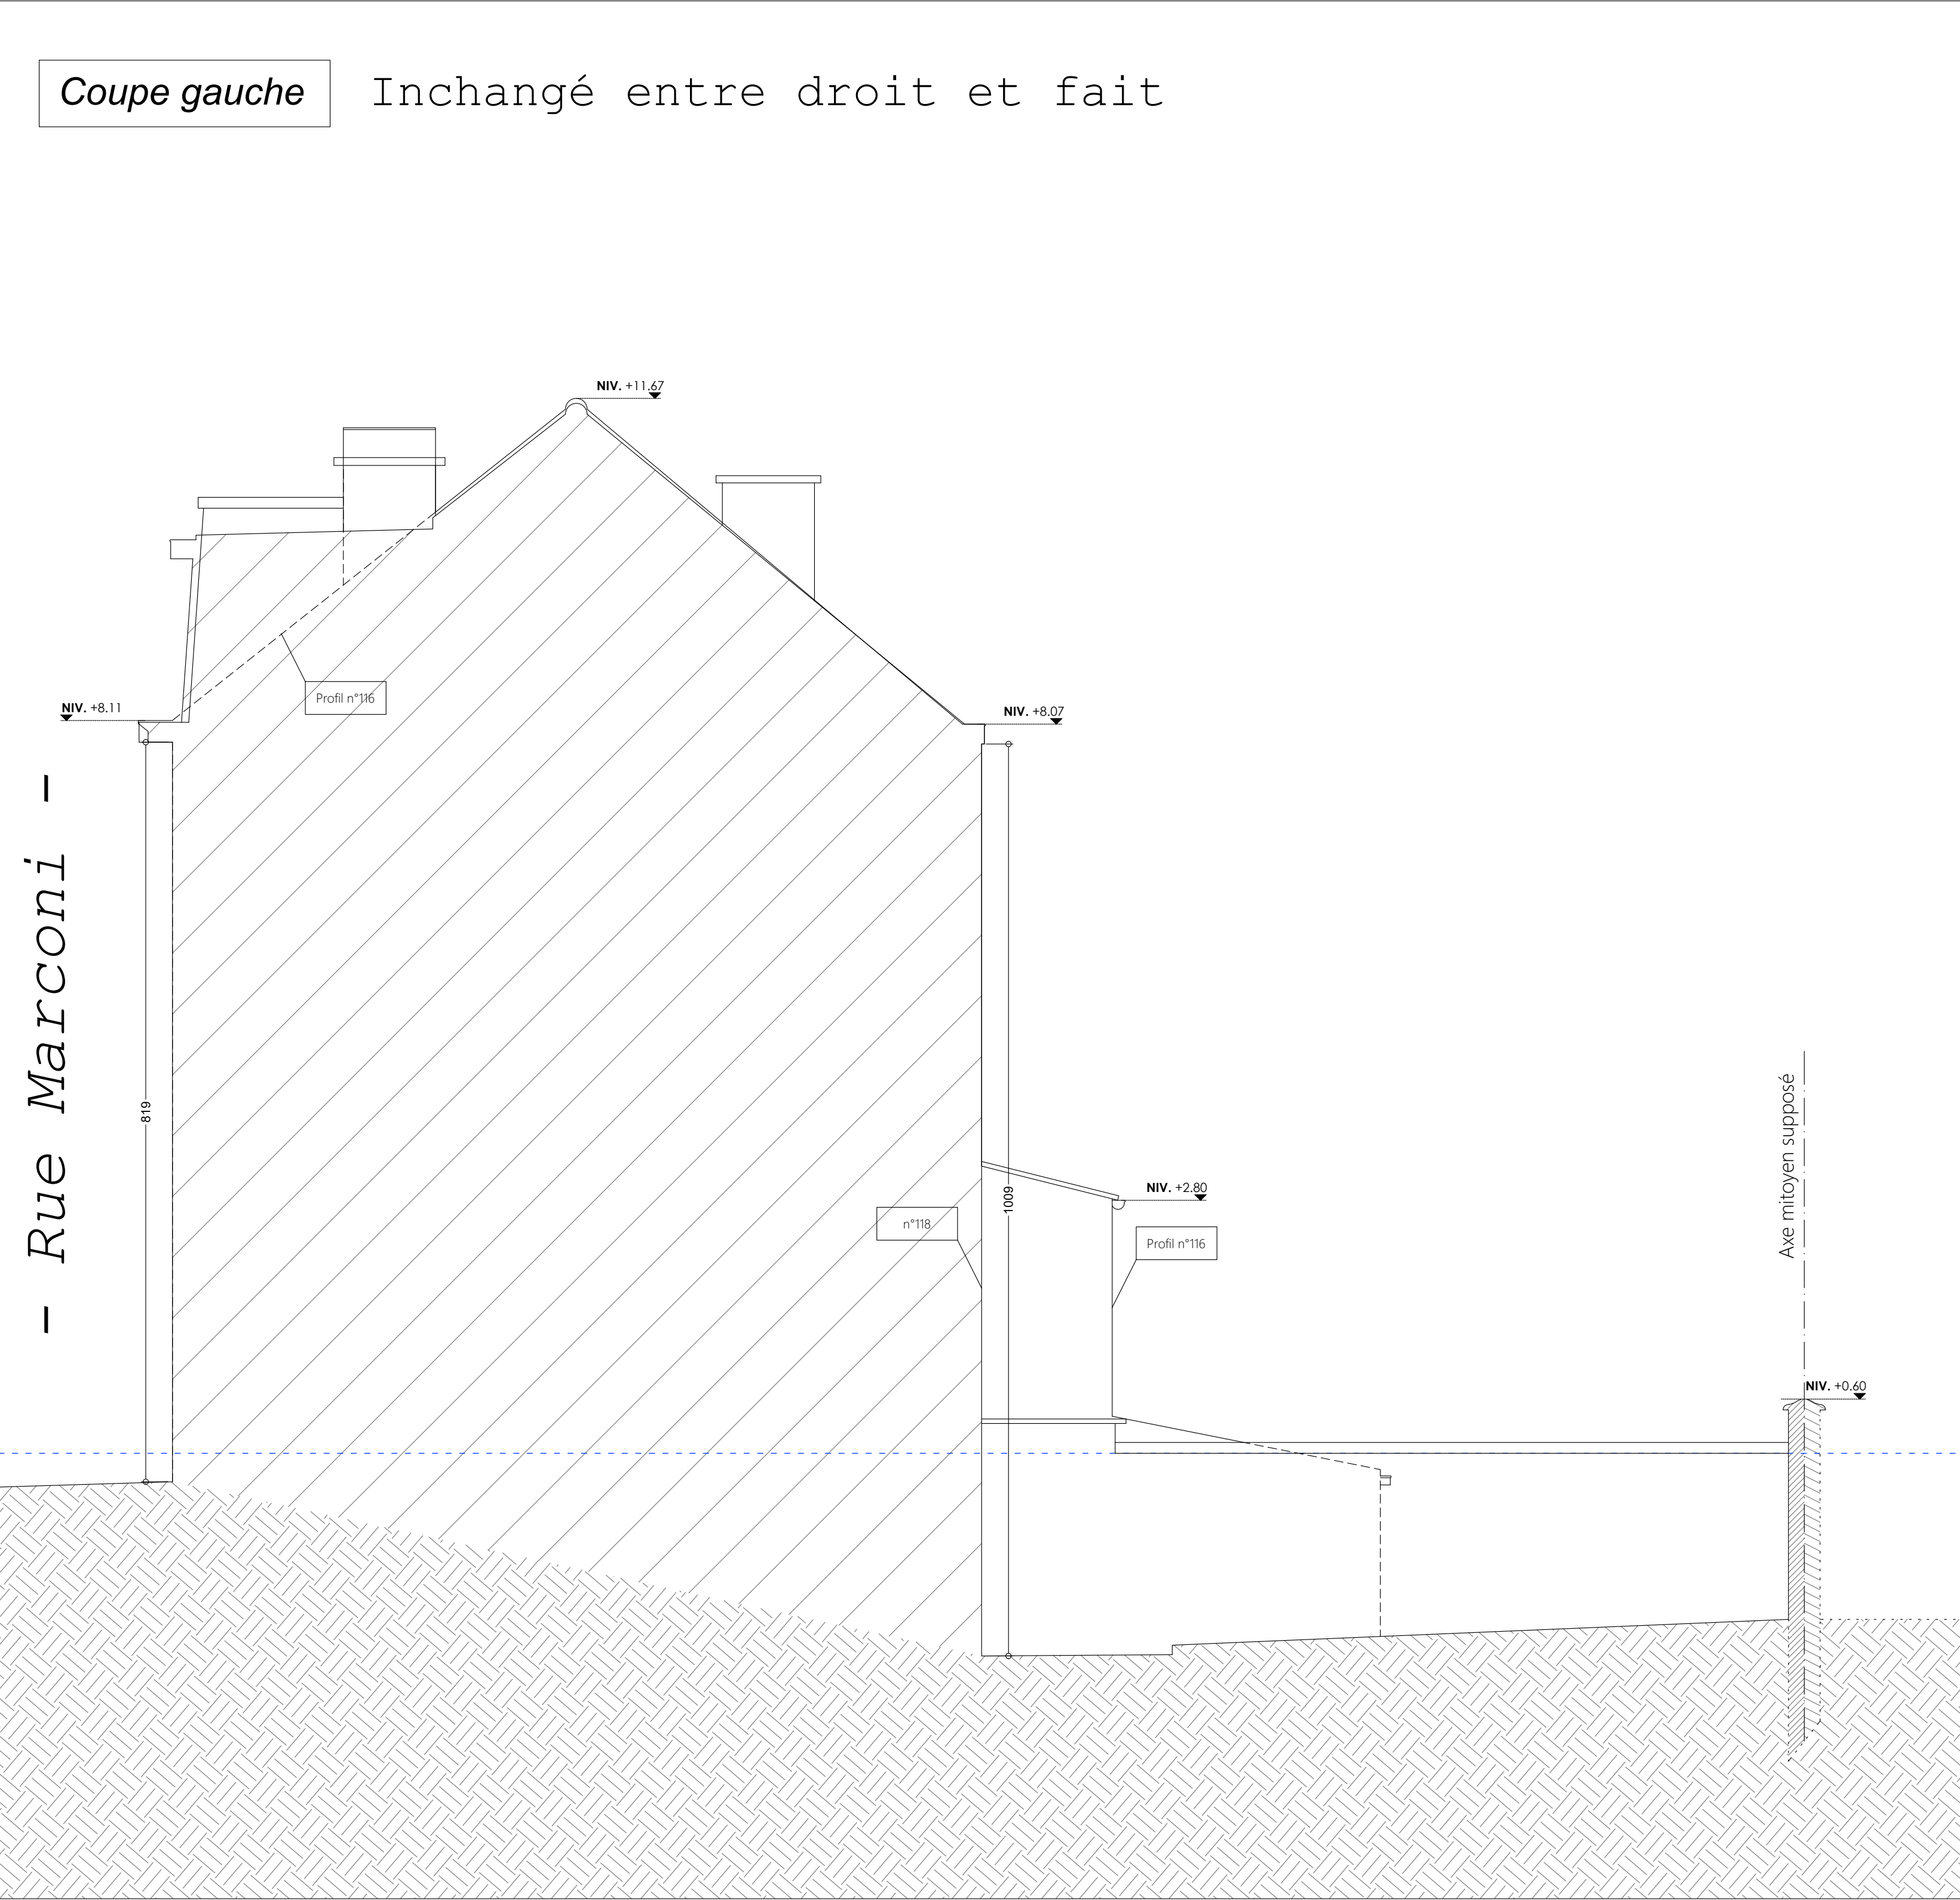 Coupe gauche
Inchangé entre droit et fait
NIV. +11.67
Profil n°116
NIV. +8.11
NIV. +8.07
- Rue Marconi -
819
1009
NIV. +2.80
n°118
Profil n°116
Axe mitoyen supposé
NIV. +0.60